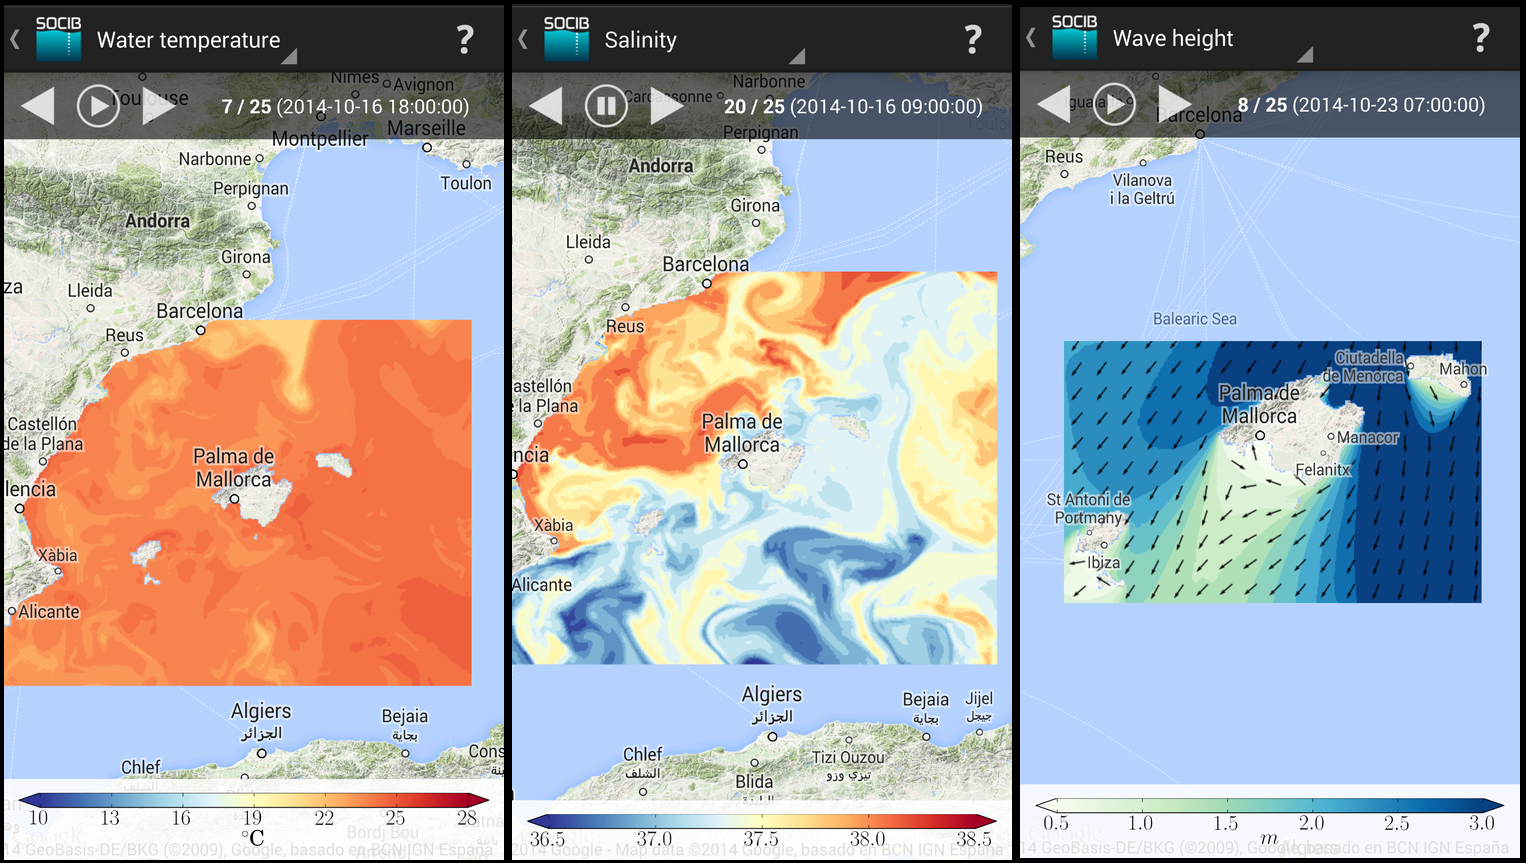 SOCIB
Water temperature
?
7 / 25 (2014-10-16 18:00:00)
Toulouse
Nîmes
Avignon
Montpellier
Marseille
Narbonne
Toulon
Perpignan
Andorra
Girona
za
Lleida
Barcelona
Reus
Castellón
de la Plana
Palma de
Mallorca
lencia
Xàbia
Alicante
Algiers
الجزائر
Bejaia
بجاية
Cons
Chlef
10 13 16 19 22 25 28
°C
Bordj Bou
14 GeoBasis-DE/BKG (©2009), Google, basado en BCN IGN España
SOCIB
Salinity
?
20 / 25 (2014-10-16 09:00:00)
Narbonne
Carcassonne
Toulon
Perpignan
Andorra
Girona
Lleida
Barcelona
Reus
astellón
la Plana
Palma de
Mallorca
ncia
Xàbia
Alicante
Algiers
الجزائر
Bejaia
بجاية
Jijel
جيجل
Chlef
الشلف
Tizi Ouzou
تيزي وزو
Blida
البليدة
36.5 37.0 37.5 38.0 38.5
2014 Google - Map data ©2014 Google, basado en BCN IGN España
SOCIB
Wave height
?
8 / 25 (2014-10-23 07:00:00)
Igualada
Barcelona
Reus
Vilanova
i la Geltrú
Balearic Sea
Ciutadella
de Menorca
Mahon
Palma de
Mallorca
Manacor
Felanitx
St Antoni de
Portmany
Ibiza
0.5 1.0 1.5 2.0 2.5 3.0
m
14 GeoBasis-DE/BKG (©2009), Google, basado en BCN IGN España